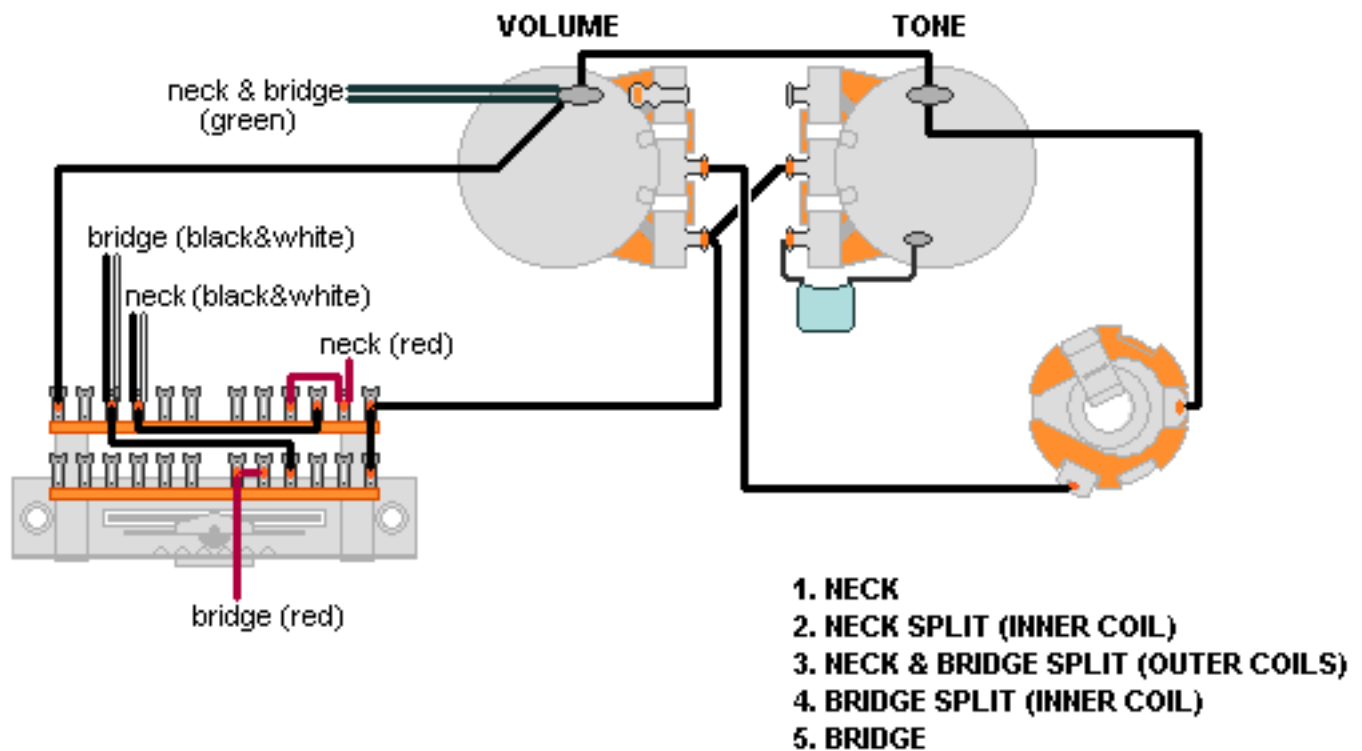 VOLUME
TONE
neck & bridge
(green)
bridge (black&white)
neck (black&white)
neck (red)
bridge (red)
1. NECK
2. NECK SPLIT (INNER COIL)
3. NECK & BRIDGE SPLIT (OUTER COILS)
4. BRIDGE SPLIT (INNER COIL)
5. BRIDGE